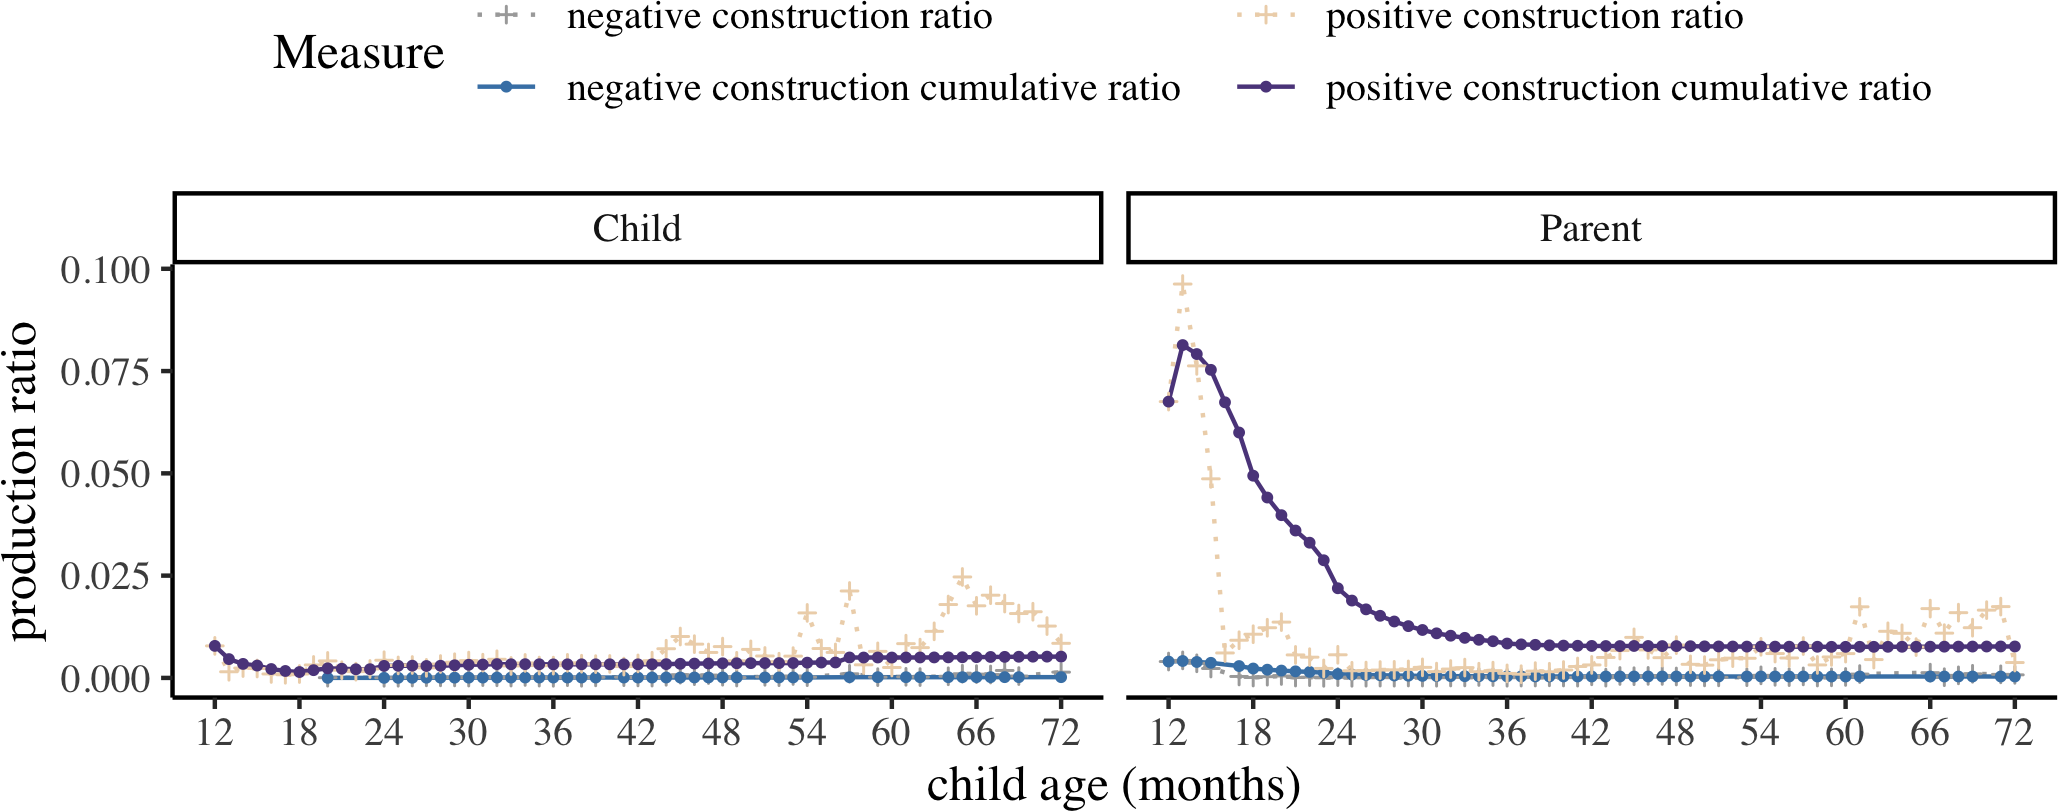 negative construction ratio
positive construction ratio
Measure
negative construction cumulative ratio
positive construction cumulative ratio
Child
Parent
0.100
0.075
0.050
0.025
0.000
production ratio
12 18 24 30 36 42 48 54 60 66 72
12 18 24 30 36 42 48 54 60 66 72
child age (months)